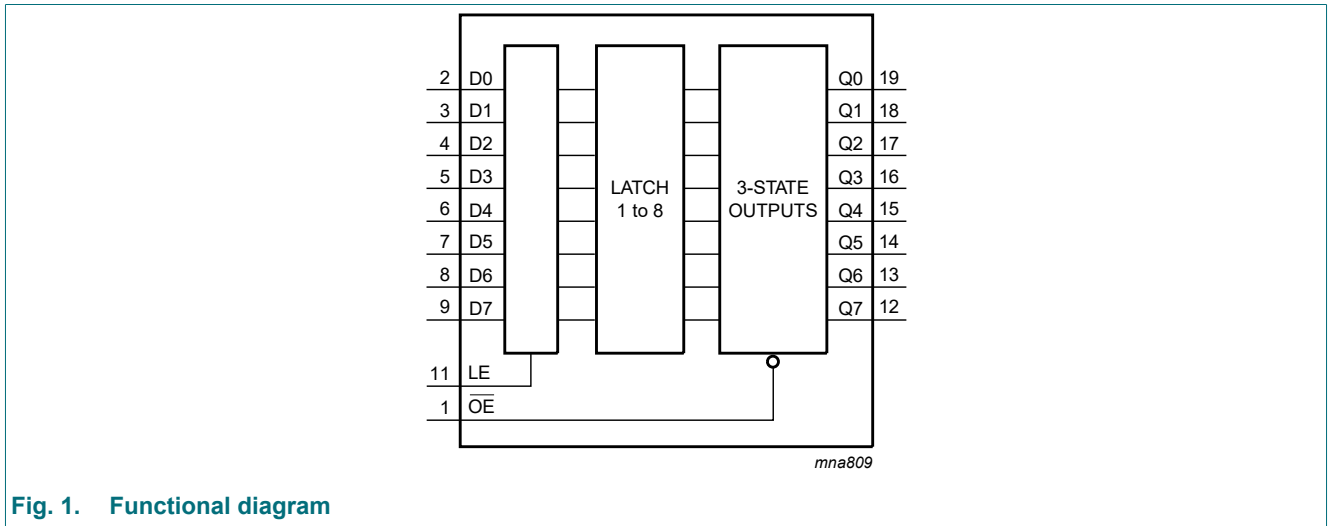 2 D0 Q0 19
3 D1 Q1 18
4 D2 Q2 17
5 D3 Q3 16
6 D4 Q4 15
7 D5 Q5 14
8 D6 Q6 13
9 D7 Q7 12
LATCH
1 to 8
3-STATE
OUTPUTS
11 LE
1 O̅E̅
mna809
Fig. 1. Functional diagram